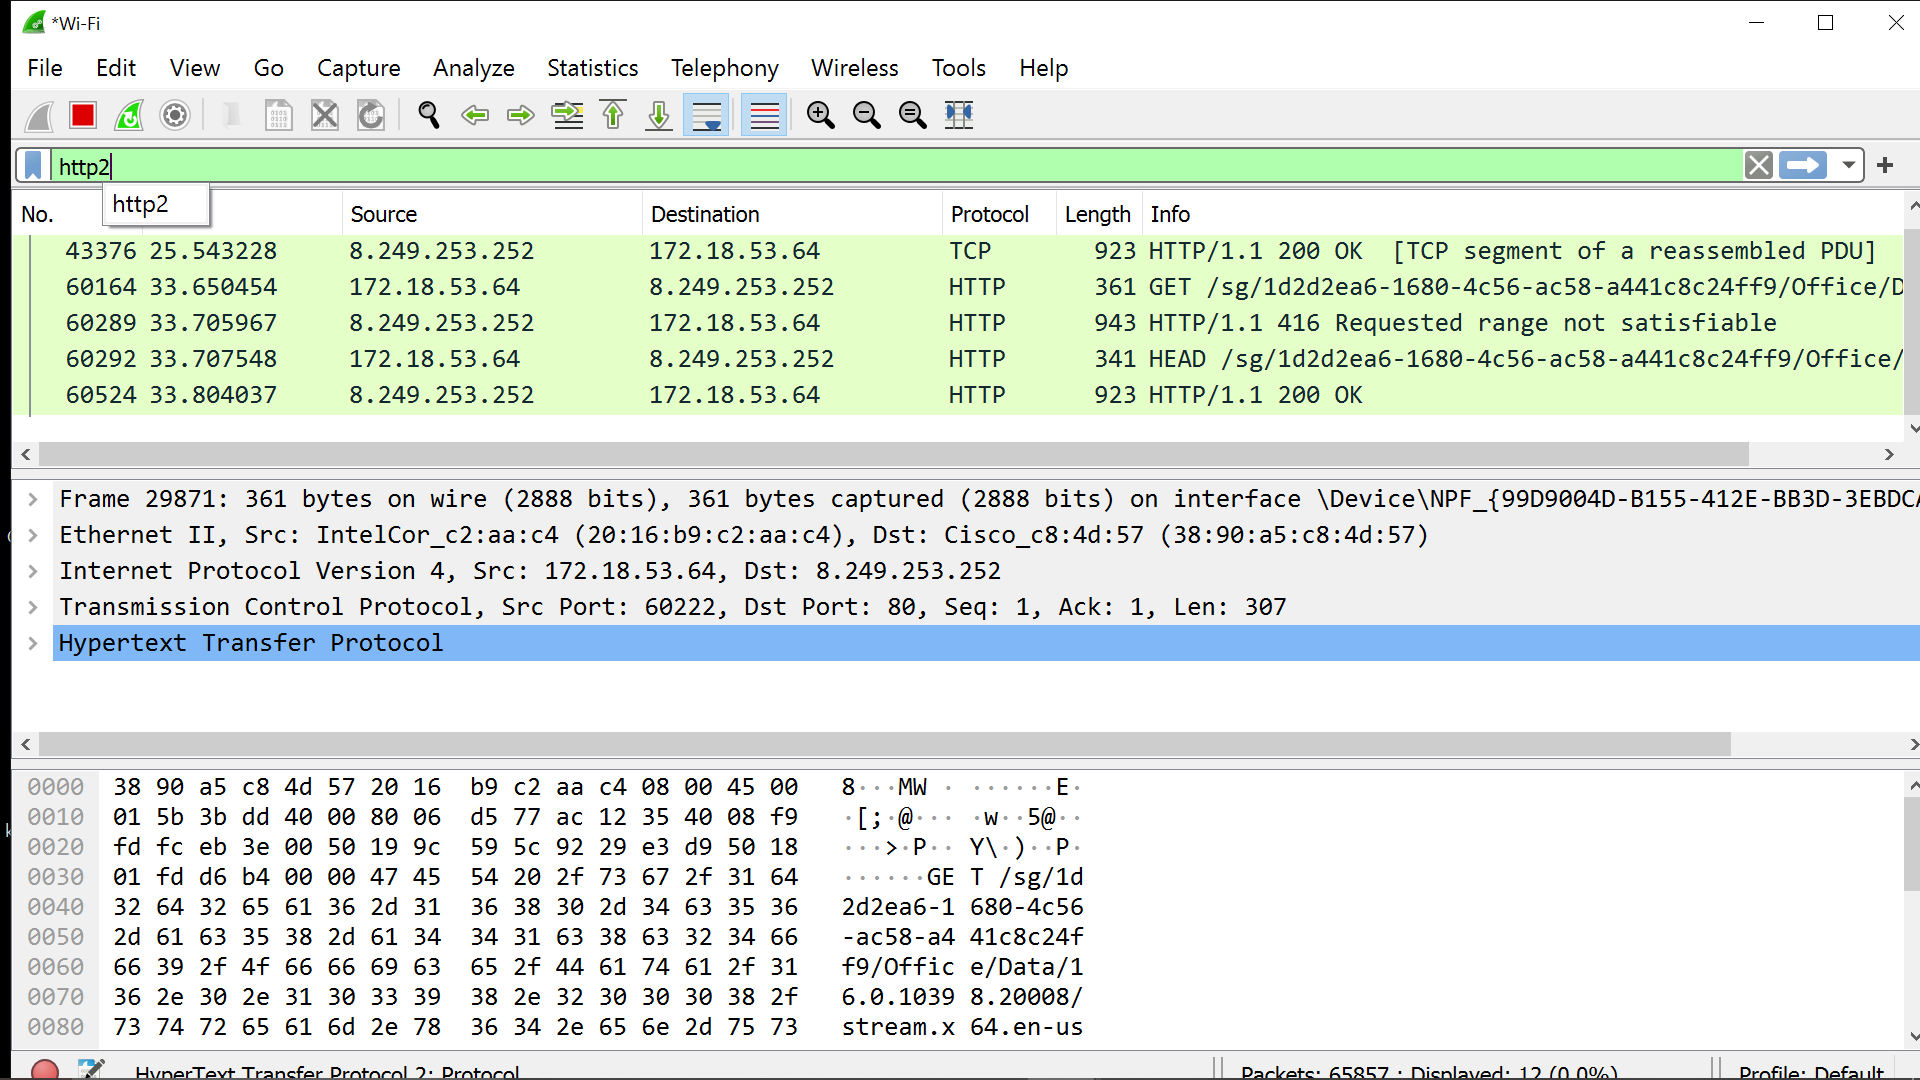 *Wi-Fi
File Edit View Go Capture Analyze Statistics Telephony Wireless Tools Help
http2
http2
No. Source Destination Protocol Length Info
43376 25.543228 8.249.253.252 172.18.53.64 TCP 923 HTTP/1.1 200 OK [TCP segment of a reassembled PDU]
60164 33.650454 172.18.53.64 8.249.253.252 HTTP 361 GET /sg/1d2d2ea6-1680-4c56-ac58-a441c8c24ff9/Office/D
60289 33.705967 8.249.253.252 172.18.53.64 HTTP 943 HTTP/1.1 416 Requested range not satisfiable
60292 33.707548 172.18.53.64 8.249.253.252 HTTP 341 HEAD /sg/1d2d2ea6-1680-4c56-ac58-a441c8c24ff9/Office/
60524 33.804037 8.249.253.252 172.18.53.64 HTTP 923 HTTP/1.1 200 OK
Frame 29871: 361 bytes on wire (2888 bits), 361 bytes captured (2888 bits) on interface \Device\NPF_{99D9004D-B155-412E-BB3D-3EBDCA
Ethernet II, Src: IntelCor_c2:aa:c4 (20:16:b9:c2:aa:c4), Dst: Cisco_c8:4d:57 (38:90:a5:c8:4d:57)
Internet Protocol Version 4, Src: 172.18.53.64, Dst: 8.249.253.252
Transmission Control Protocol, Src Port: 60222, Dst Port: 80, Seq: 1, Ack: 1, Len: 307
Hypertext Transfer Protocol
0000 38 90 a5 c8 4d 57 20 16 b9 c2 aa c4 08 00 45 00 8···MW · ······E·
0010 01 5b 3b dd 40 00 80 06 d5 77 ac 12 35 40 08 f9 ·[;·@··· ·w··5@··
0020 fd fc eb 3e 00 50 19 9c 59 5c 92 29 e3 d9 50 18 ···>·P·· Y\·)··P·
0030 01 fd d6 b4 00 00 47 45 54 20 2f 73 67 2f 31 64 ······GE T /sg/1d
0040 32 64 32 65 61 36 2d 31 36 38 30 2d 34 63 35 36 2d2ea6-1 680-4c56
0050 2d 61 63 35 38 2d 61 34 34 31 63 38 63 32 34 66 -ac58-a4 41c8c24f
0060 66 39 2f 4f 66 66 69 63 65 2f 44 61 74 61 2f 31 f9/Offic e/Data/1
0070 36 2e 30 2e 31 30 33 39 38 2e 32 30 30 30 38 2f 6.0.1039 8.20008/
0080 73 74 72 65 61 6d 2e 78 36 34 2e 65 6e 2d 75 73 stream.x 64.en-us
HyperText Transfer Protocol 2: Protocol Packets: 65857 · Displayed: 12 (0.0%) Profile: Default